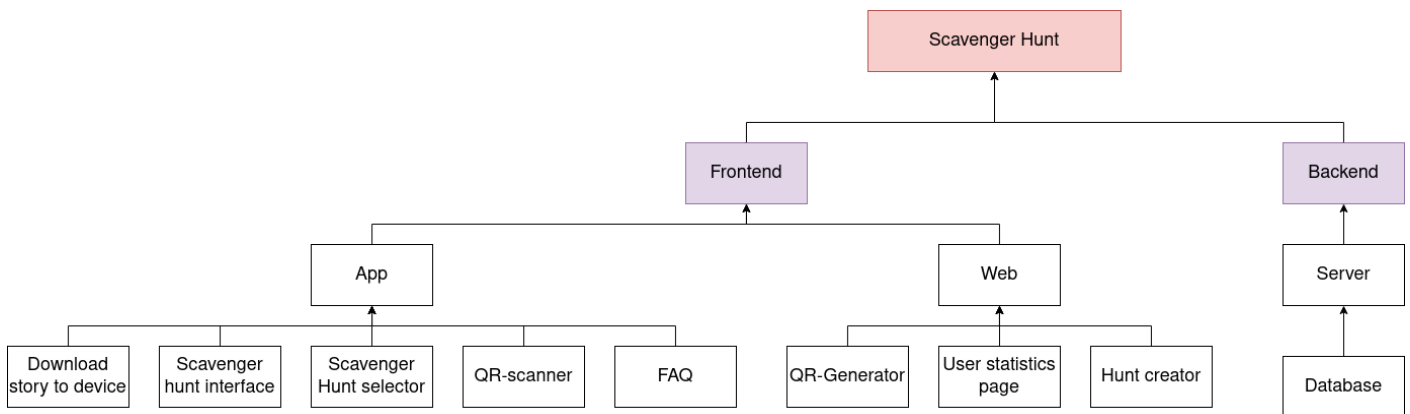 Scavenger Hunt
Frontend
Backend
App
Web
Server
Download
story to device
Scavenger
hunt interface
Scavenger
Hunt selector
QR-scanner
FAQ
QR-Generator
User statistics
page
Hunt creator
Database